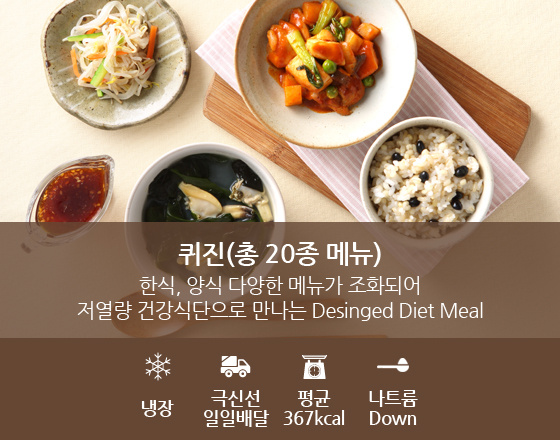 퀴진(총 20종 메뉴)
한식, 양식 다양한 메뉴가 조화되어
저열량 건강식단으로 만나는 Desinged Diet Meal
냉장
극신선
일일배달
평균
367kcal
나트륨
Down